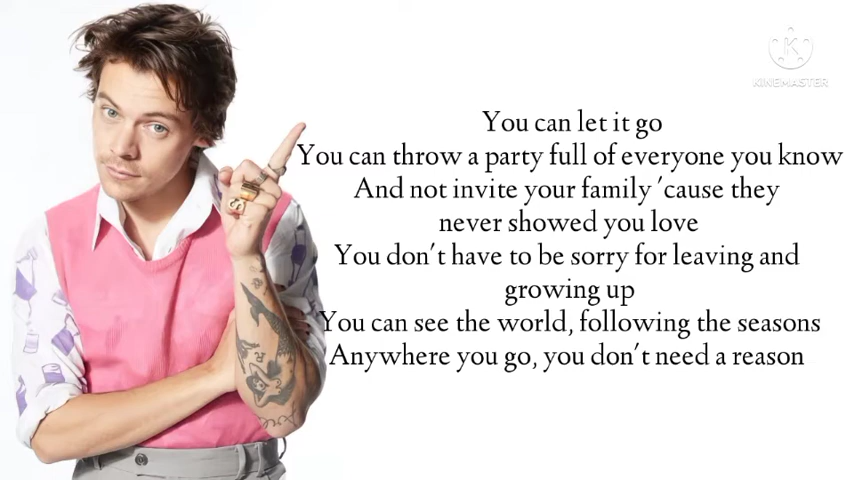 KINEMASTER
You can let it go
You can throw a party full of everyone you know
And not invite your family 'cause they
never showed you love
You don't have to be sorry for leaving and
growing up
You can see the world, following the seasons
Anywhere you go, you don't need a reason